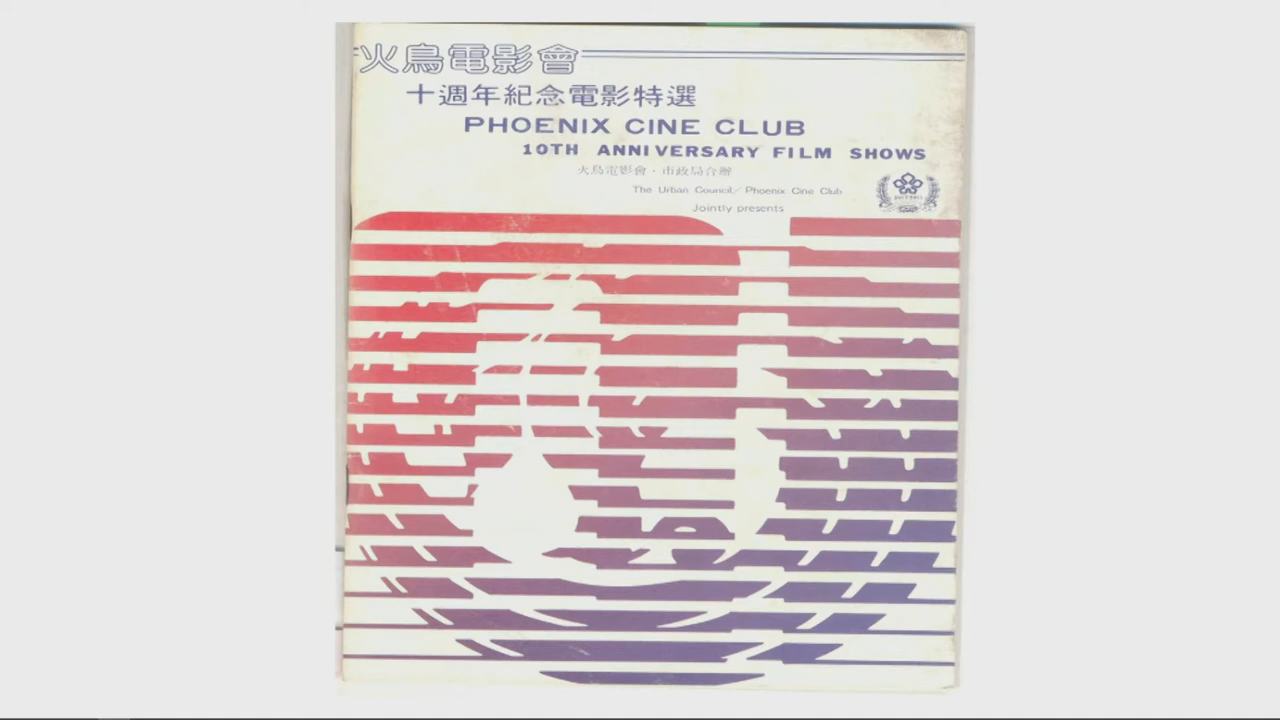 火鳥電影會
十週年紀念電影特選
PHOENIX CINE CLUB
10TH ANNIVERSARY FILM SHOWS
火鳥電影會·市政局合辦
The Urban Council/Phoenix Cine Club
Jointly presents